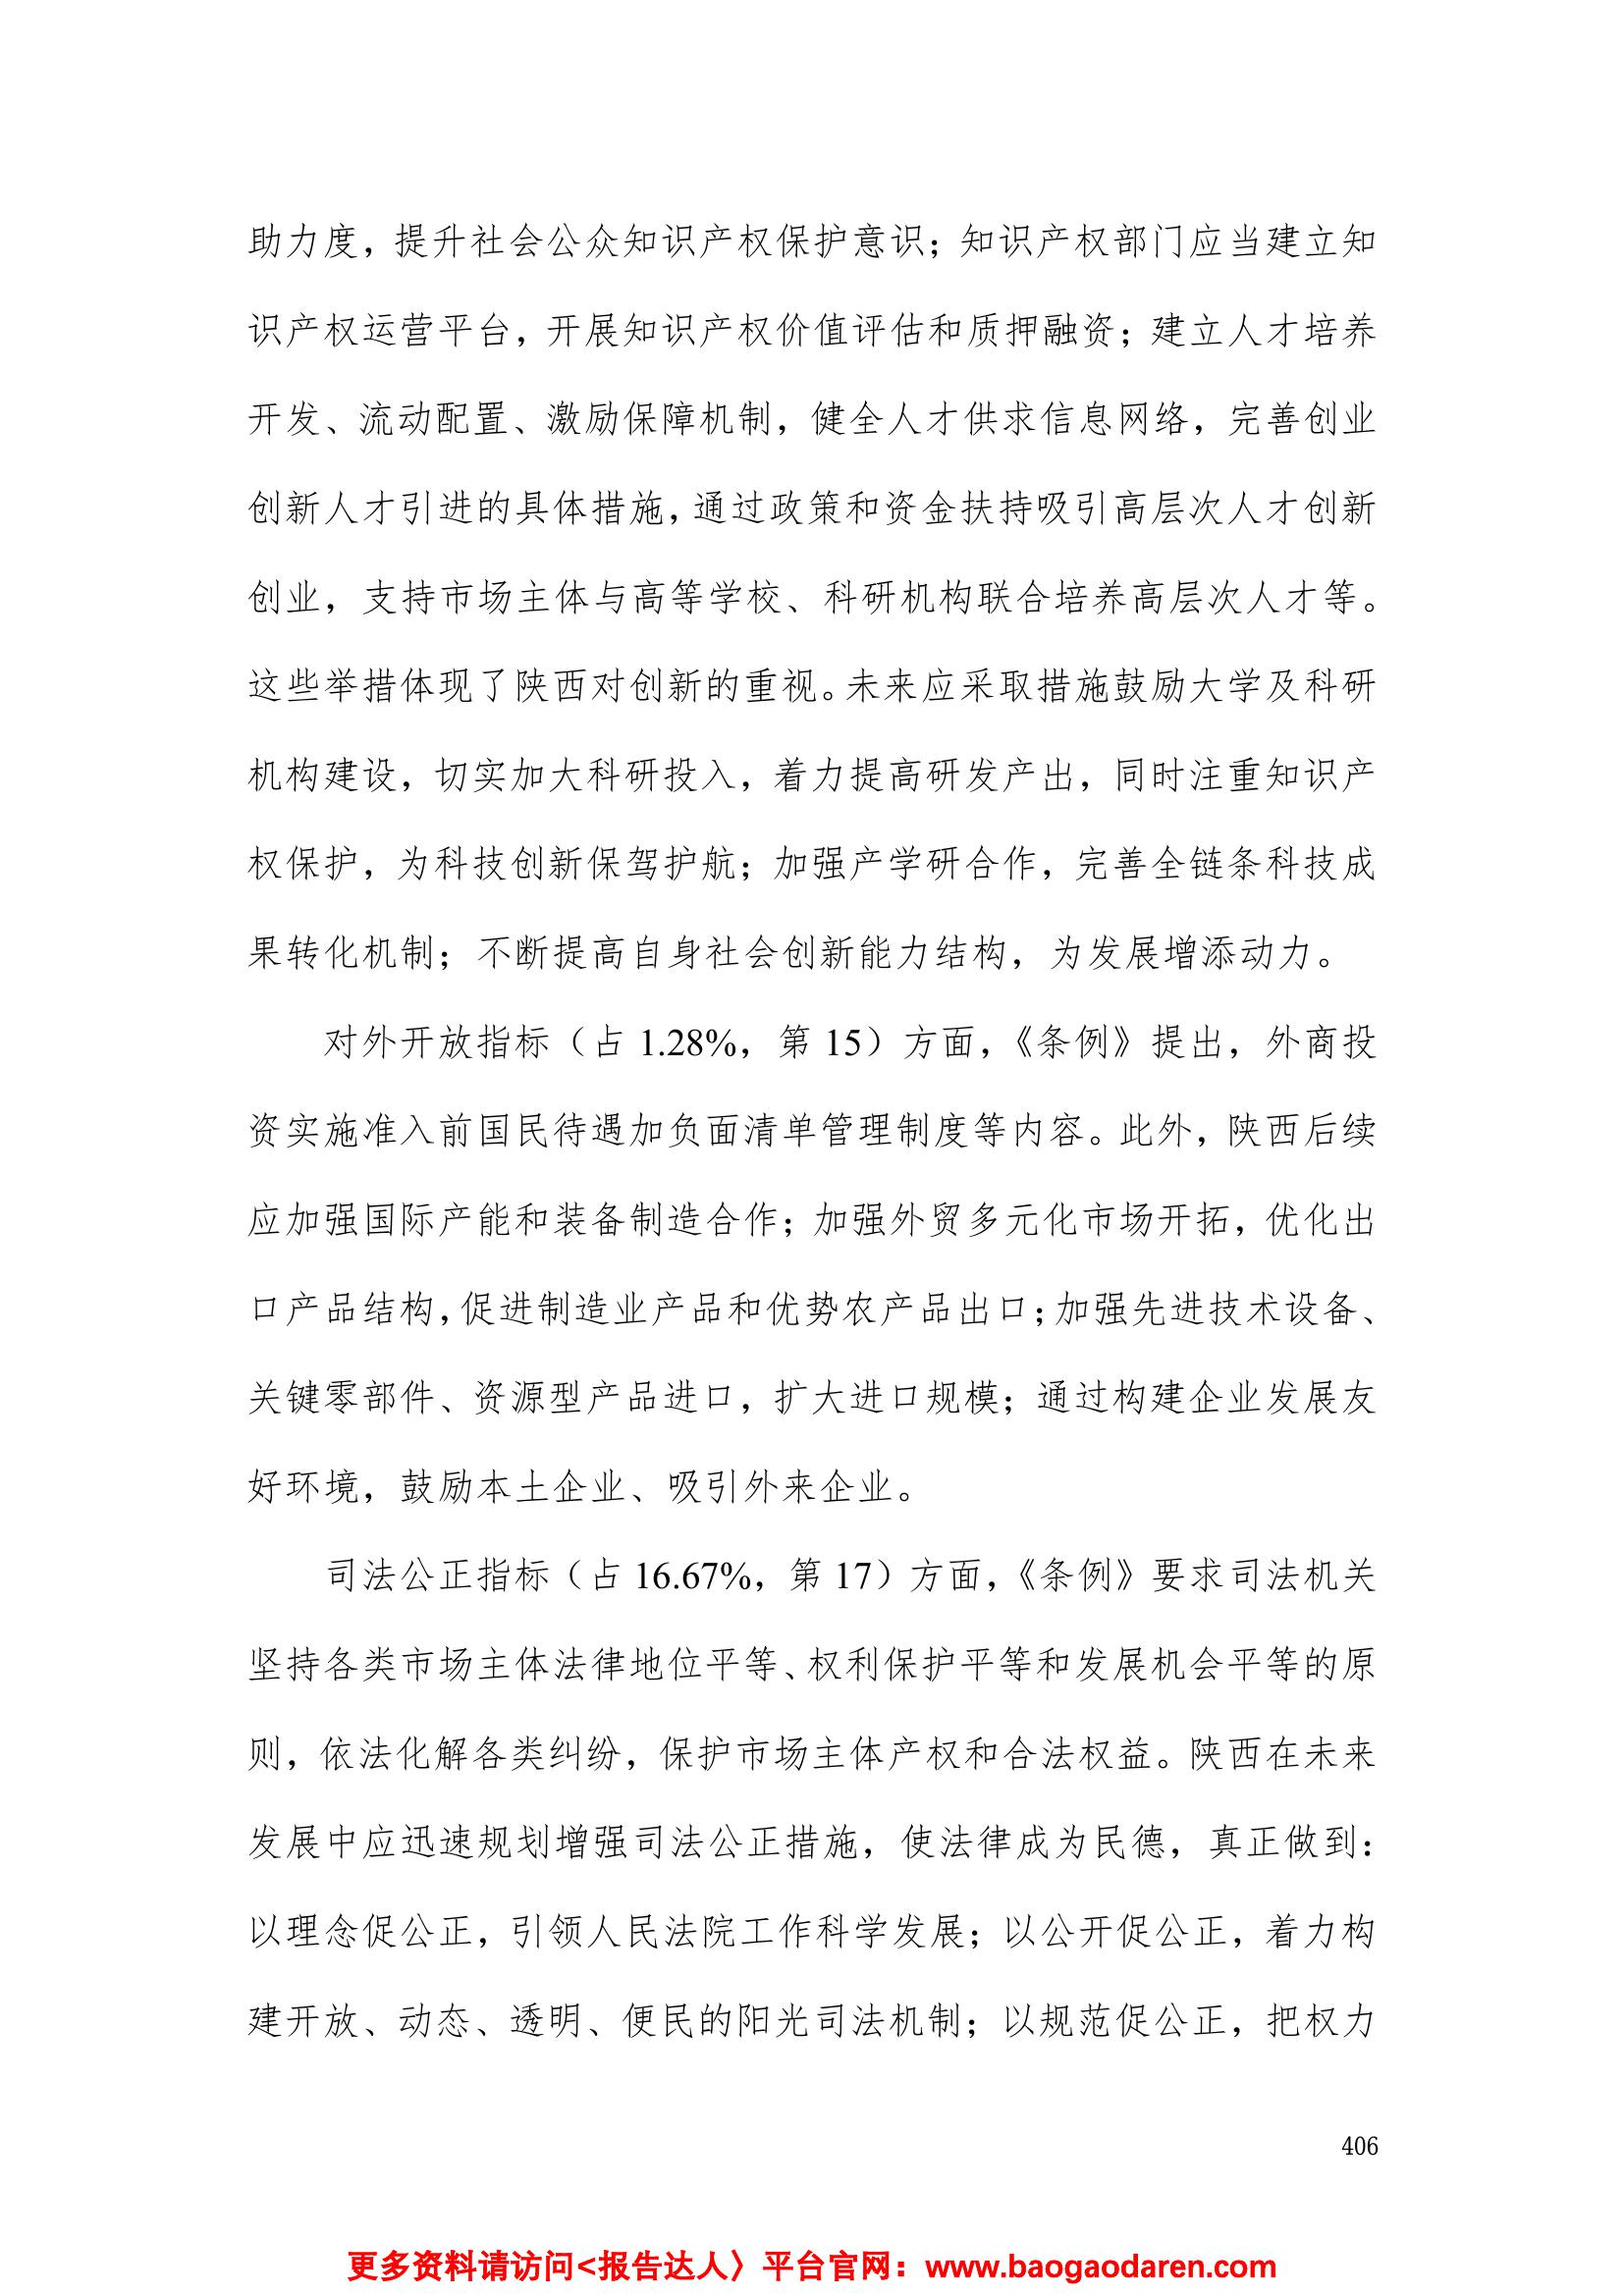 助力度，提升社会公众知识产权保护意识；知识产权部门应当建立知
识产权运营平台，开展知识产权价值评估和质押融资；建立人才培养
开发、流动配置、激励保障机制，健全人才供求信息网络，完善创业
创新人才引进的具体措施，通过政策和资金扶持吸引高层次人才创新
创业，支持市场主体与高等学校、科研机构联合培养高层次人才等。
这些举措体现了陕西对创新的重视。未来应采取措施鼓励大学及科研
机构建设，切实加大科研投入，着力提高研发产出，同时注重知识产
权保护，为科技创新保驾护航；加强产学研合作，完善全链条科技成
果转化机制；不断提高自身社会创新能力结构，为发展增添动力。
对外开放指标（占 1.28%，第 15）方面，《条例》提出，外商投
资实施准入前国民待遇加负面清单管理制度等内容。此外，陕西后续
应加强国际产能和装备制造合作；加强外贸多元化市场开拓，优化出
口产品结构，促进制造业产品和优势农产品出口；加强先进技术设备、
关键零部件、资源型产品进口，扩大进口规模；通过构建企业发展友
好环境，鼓励本土企业、吸引外来企业。
司法公正指标（占 16.67%，第 17）方面，《条例》要求司法机关
坚持各类市场主体法律地位平等、权利保护平等和发展机会平等的原
则，依法化解各类纠纷，保护市场主体产权和合法权益。陕西在未来
发展中应迅速规划增强司法公正措施，使法律成为民德，真正做到：
以理念促公正，引领人民法院工作科学发展；以公开促公正，着力构
建开放、动态、透明、便民的阳光司法机制；以规范促公正，把权力
406
更多资料请访问<报告达人〉平台官网：www.baogaodaren.com